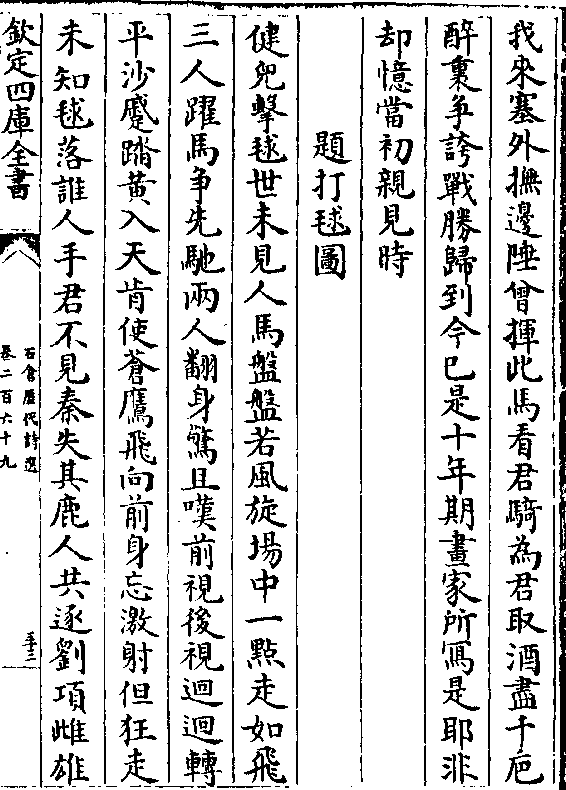 我來塞外撫邊陲曾揮此馬看君騎為君取酒盡千巵
醉裏爭誇戰勝歸到今已是十年期畫家所寫是耶非
却憶當初親見時
題打毬圖
健兒擊毬世未見人馬盤盤若風旋場中一點走如飛
三人躍馬爭先馳兩人翻身驚且嘆前視後視迴迴轉
平沙蹙踏黄入天肯使蒼鷹飛向前身忘激射但狂走
未知毬落誰人手君不見秦失其鹿人共逐劉項雌雄
欽定四庫全書
石倉歷代詩選
卷二百六十九